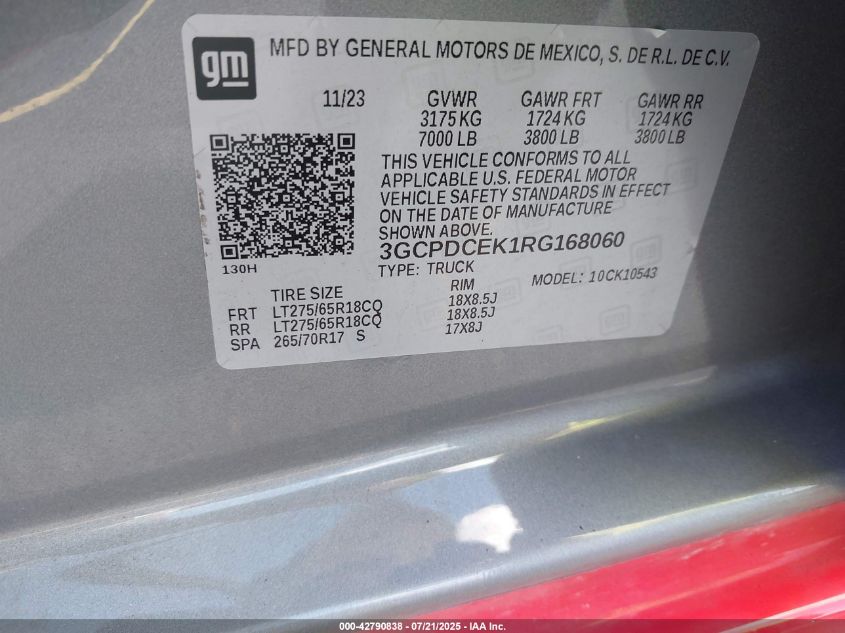 gm
MFD BY GENERAL MOTORS DE MEXICO, S. DE R.L. DE C.V.
11/23 GVWR GAWR FRT GAWR RR
3175 KG 1724 KG 1724 KG
7000 LB 3800 LB 3800 LB
THIS VEHICLE CONFORMS TO ALL
APPLICABLE U.S. FEDERAL MOTOR
VEHICLE SAFETY STANDARDS IN EFFECT
ON THE DATE OF MANUFACTURE
SHOWN ABOVE.
3GCPDCEK1RG168060
130H TYPE: TRUCK MODEL: 10CK10543
TIRE SIZE RIM
FRT LT275/65R18CQ 18X8.5J
RR LT275/65R18CQ 18X8.5J
SPA 265/70R17 S 17X8J
000-42790838 - 07/21/2025 - IAA Inc.